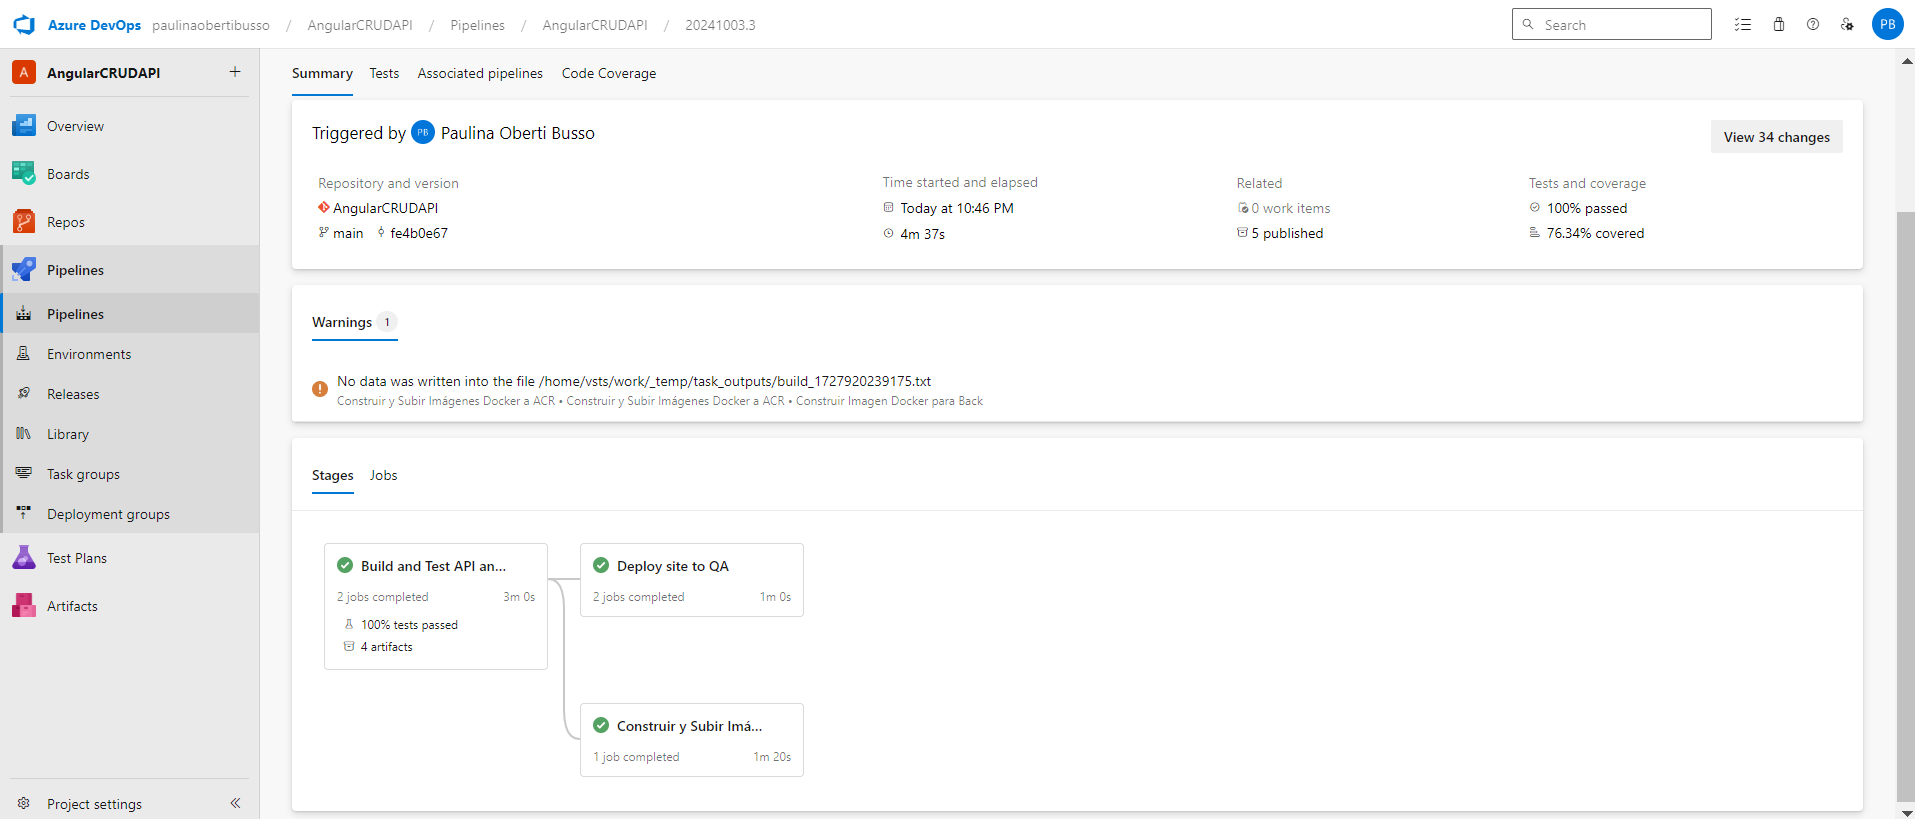 Azure DevOps paulinaobertibusso / AngularCRUDAPI / Pipelines / AngularCRUDAPI / 20241003.3
Search
PB
A AngularCRUDAPI +
Overview
Boards
Repos
Pipelines
Pipelines
Environments
Releases
Library
Task groups
Deployment groups
Test Plans
Artifacts
Project settings
Summary Tests Associated pipelines Code Coverage
Triggered by PB Paulina Oberti Busso
View 34 changes
Repository and version
AngularCRUDAPI
main fe4b0e67
Time started and elapsed
Today at 10:46 PM
4m 37s
Related
0 work items
5 published
Tests and coverage
100% passed
76.34% covered
Warnings 1
No data was written into the file /home/vsts/work/_temp/task_outputs/build_1727920239175.txt
Construir y Subir Imágenes Docker a ACR • Construir y Subir Imágenes Docker a ACR • Construir Imagen Docker para Back
Stages Jobs
Build and Test API an...
2 jobs completed 3m 0s
100% tests passed
4 artifacts
Deploy site to QA
2 jobs completed 1m 0s
Construir y Subir Imá...
1 job completed 1m 20s